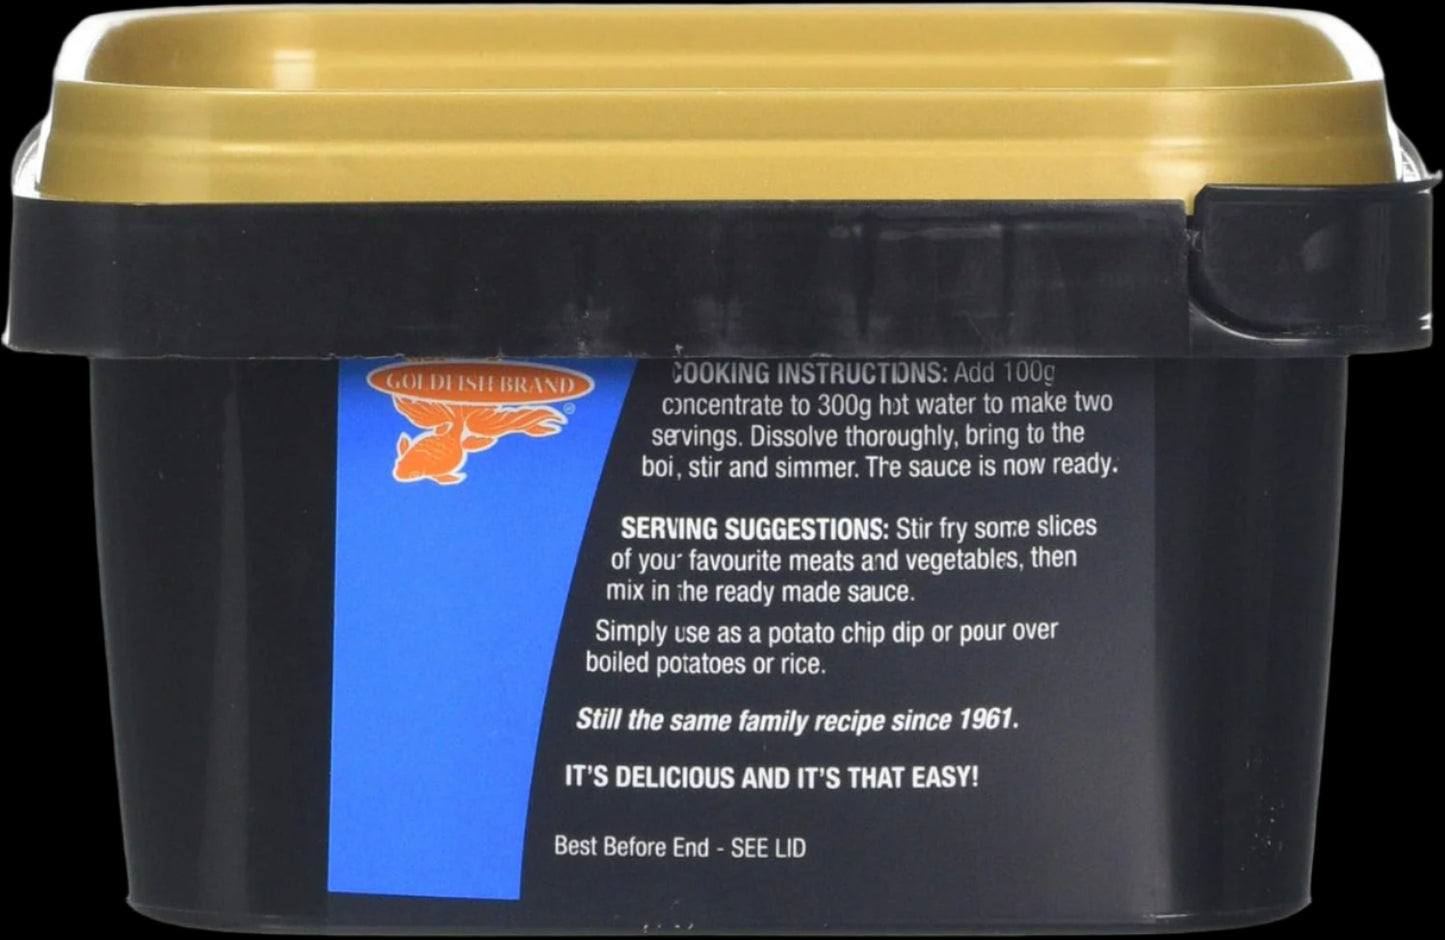 GOLDFISH BRAND
®
COOKING INSTRUCTIONS: Add 100g
concentrate to 300g hot water to make two
servings. Dissolve thoroughly, bring to the
boil, stir and simmer. The sauce is now ready.
SERVING SUGGESTIONS: Stir fry some slices
of your favourite meats and vegetables, then
mix in the ready made sauce.
Simply use as a potato chip dip or pour over
boiled potatoes or rice.
Still the same family recipe since 1961.
IT'S DELICIOUS AND IT'S THAT EASY!
Best Before End - SEE LID